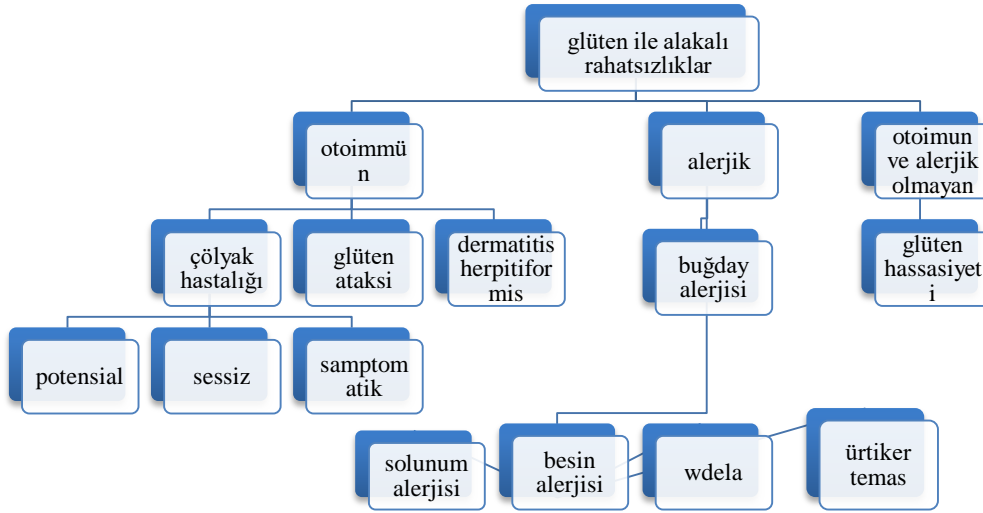 glüten ile alakalı
rahatsızlıklar
otoimmü
n
alerjik
otoimun
ve alerjik
olmayan
çölyak
hastalığı
glüten
ataksi
dermatitis
herpitifor
mis
buğday
alerjisi
glüten
hassasiyet
i
potensial
sessiz
samptom
atik
solunum
alerjisi
besin
alerjisi
wdela
ürtiker
temas